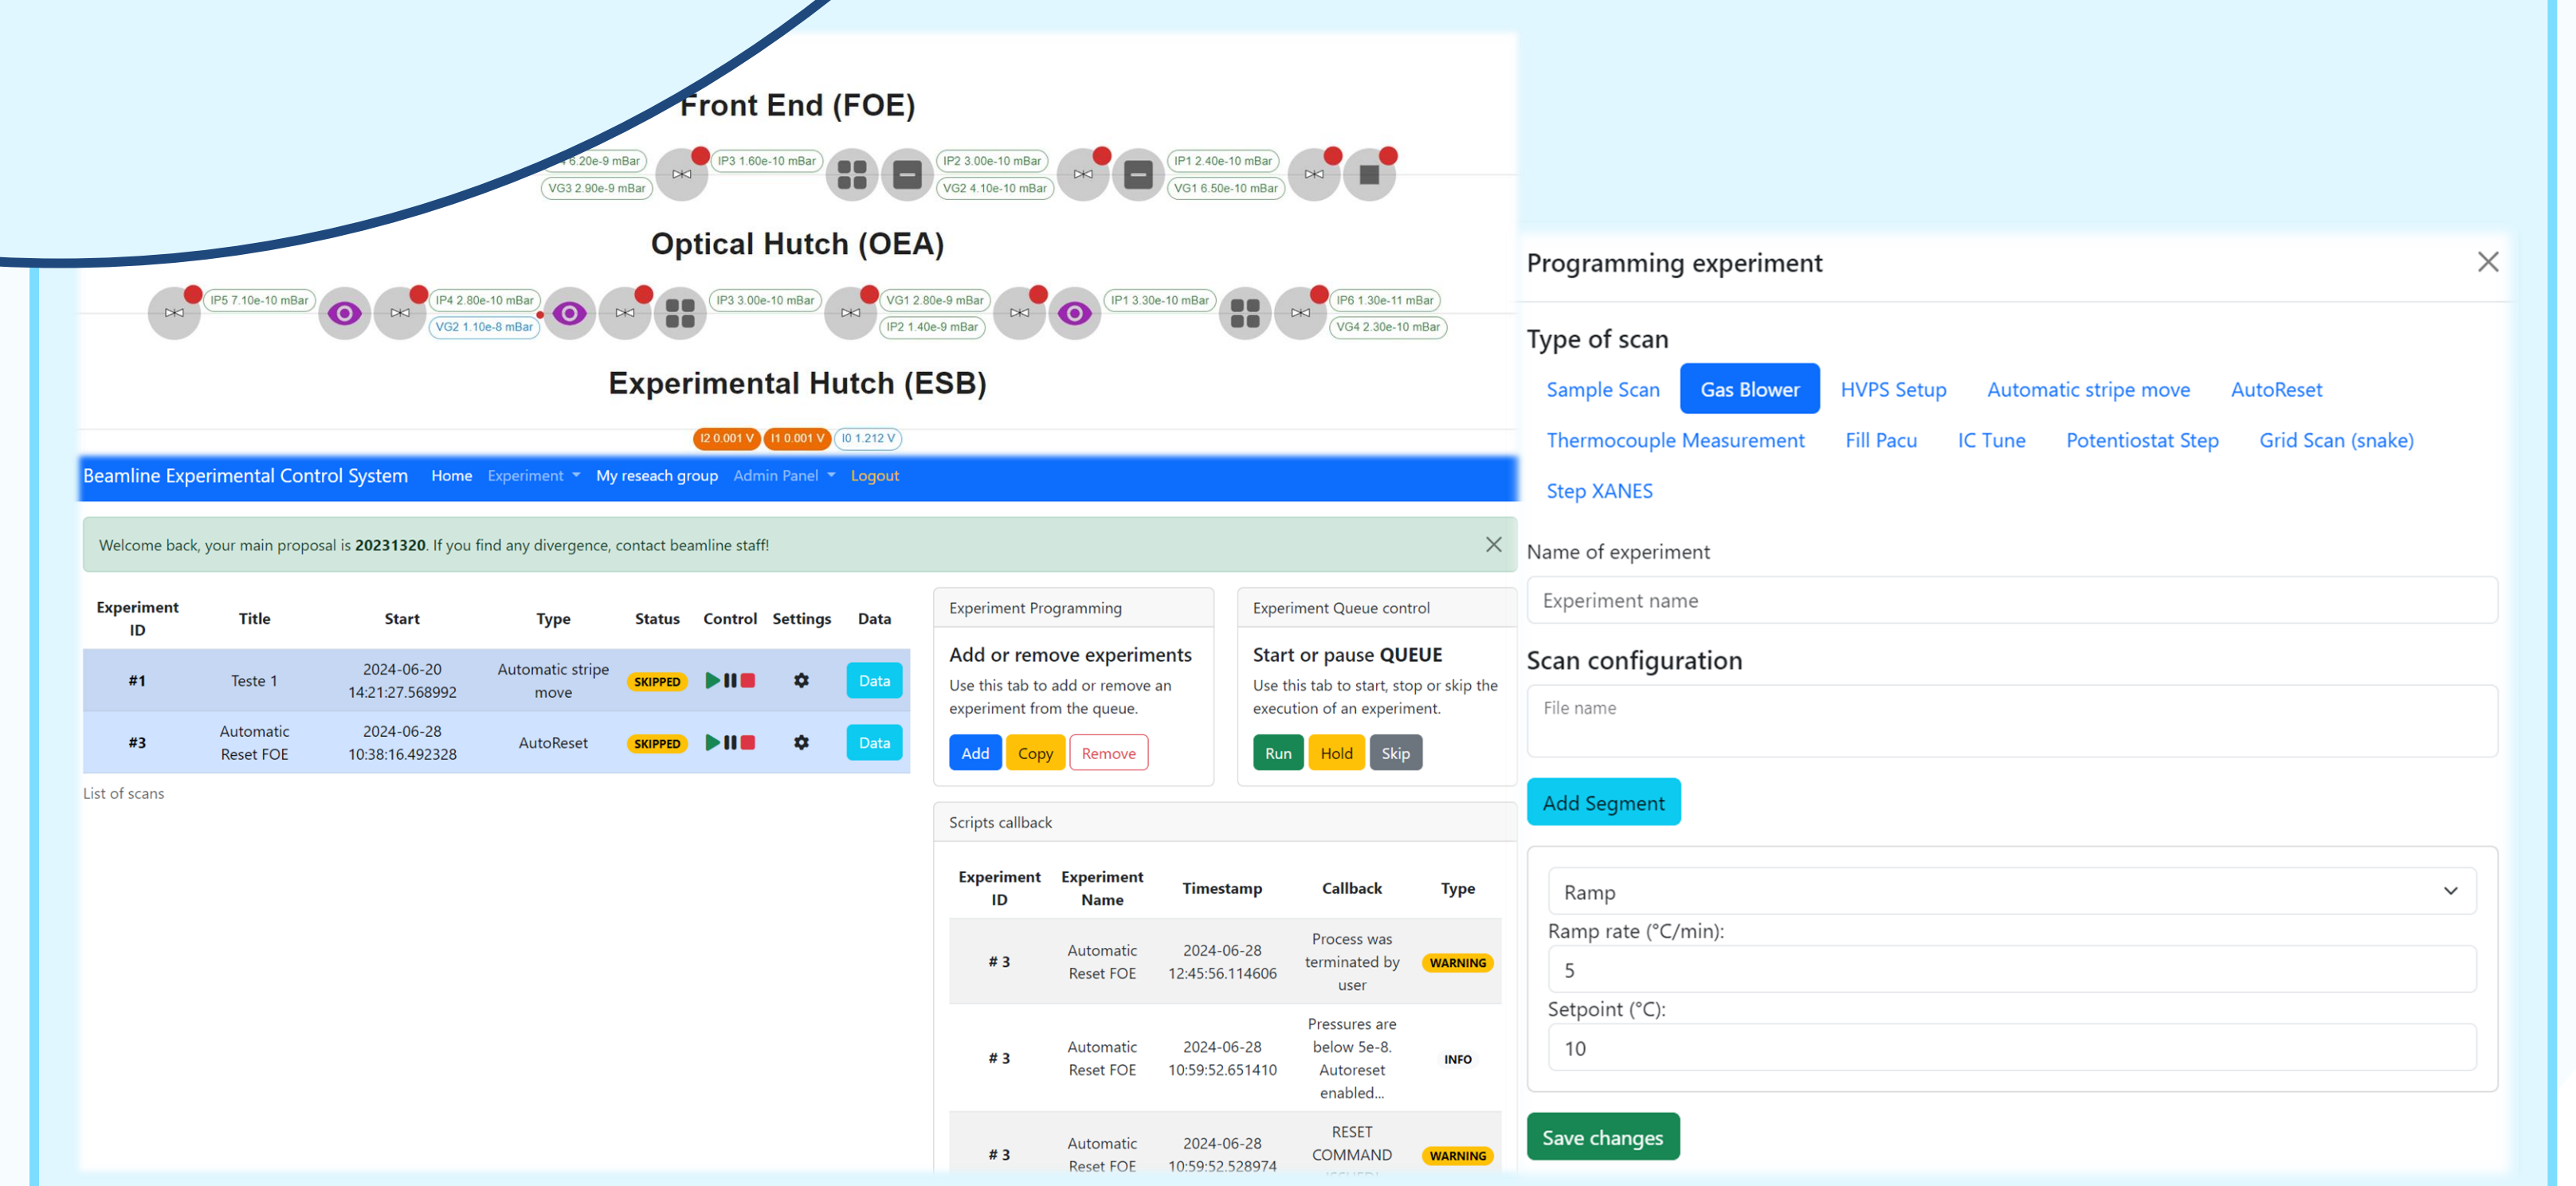 Front End (FOE)
6.20e-9 mBar
IP3 1.60e-10 mBar
IP2 3.00e-10 mBar
IP1 2.40e-10 mBar
VG3 2.90e-9 mBar
VG2 4.10e-10 mBar
VG1 6.50e-10 mBar
Optical Hutch (OEA)
IP5 7.10e-10 mBar
IP4 2.80e-10 mBar
IP3 3.00e-10 mBar
VG1 2.80e-9 mBar
IP1 3.30e-10 mBar
IP6 1.30e-11 mBar
VG2 1.10e-8 mBar
IP2 1.40e-9 mBar
VG4 2.30e-10 mBar
Experimental Hutch (ESB)
I2 0.001 V
I1 0.001 V
I0 1.212 V
Beamline Experimental Control System Home Experiment My reseach group Admin Panel Logout
Welcome back, your main proposal is 20231320. If you find any divergence, contact beamline staff!
Experiment
ID
Title
Start
Type
Status
Control
Settings
Data
#1
Teste 1
2024-06-20
14:21:27.568992
Automatic stripe
move
SKIPPED
Data
#3
Automatic
Reset FOE
2024-06-28
10:38:16.492328
AutoReset
SKIPPED
Data
List of scans
Experiment Programming
Add or remove experiments
Use this tab to add or remove an
experiment from the queue.
Add
Copy
Remove
Experiment Queue control
Start or pause QUEUE
Use this tab to start, stop or skip the
execution of an experiment.
Run
Hold
Skip
Scripts callback
Experiment
ID
Experiment
Name
Timestamp
Callback
Type
# 3
Automatic
Reset FOE
2024-06-28
12:45:56.114606
Process was
terminated by
user
WARNING
# 3
Automatic
Reset FOE
2024-06-28
10:59:52.651410
Pressures are
below 5e-8.
Autoreset
enabled...
INFO
# 3
Automatic
Reset FOE
2024-06-28
10:59:52.528974
RESET
COMMAND
WARNING
Programming experiment
Type of scan
Sample Scan
Gas Blower
HVPS Setup
Automatic stripe move
AutoReset
Thermocouple Measurement
Fill Pacu
IC Tune
Potentiostat Step
Grid Scan (snake)
Step XANES
Name of experiment
Experiment name
Scan configuration
File name
Add Segment
Ramp
Ramp rate (°C/min):
5
Setpoint (°C):
10
Save changes